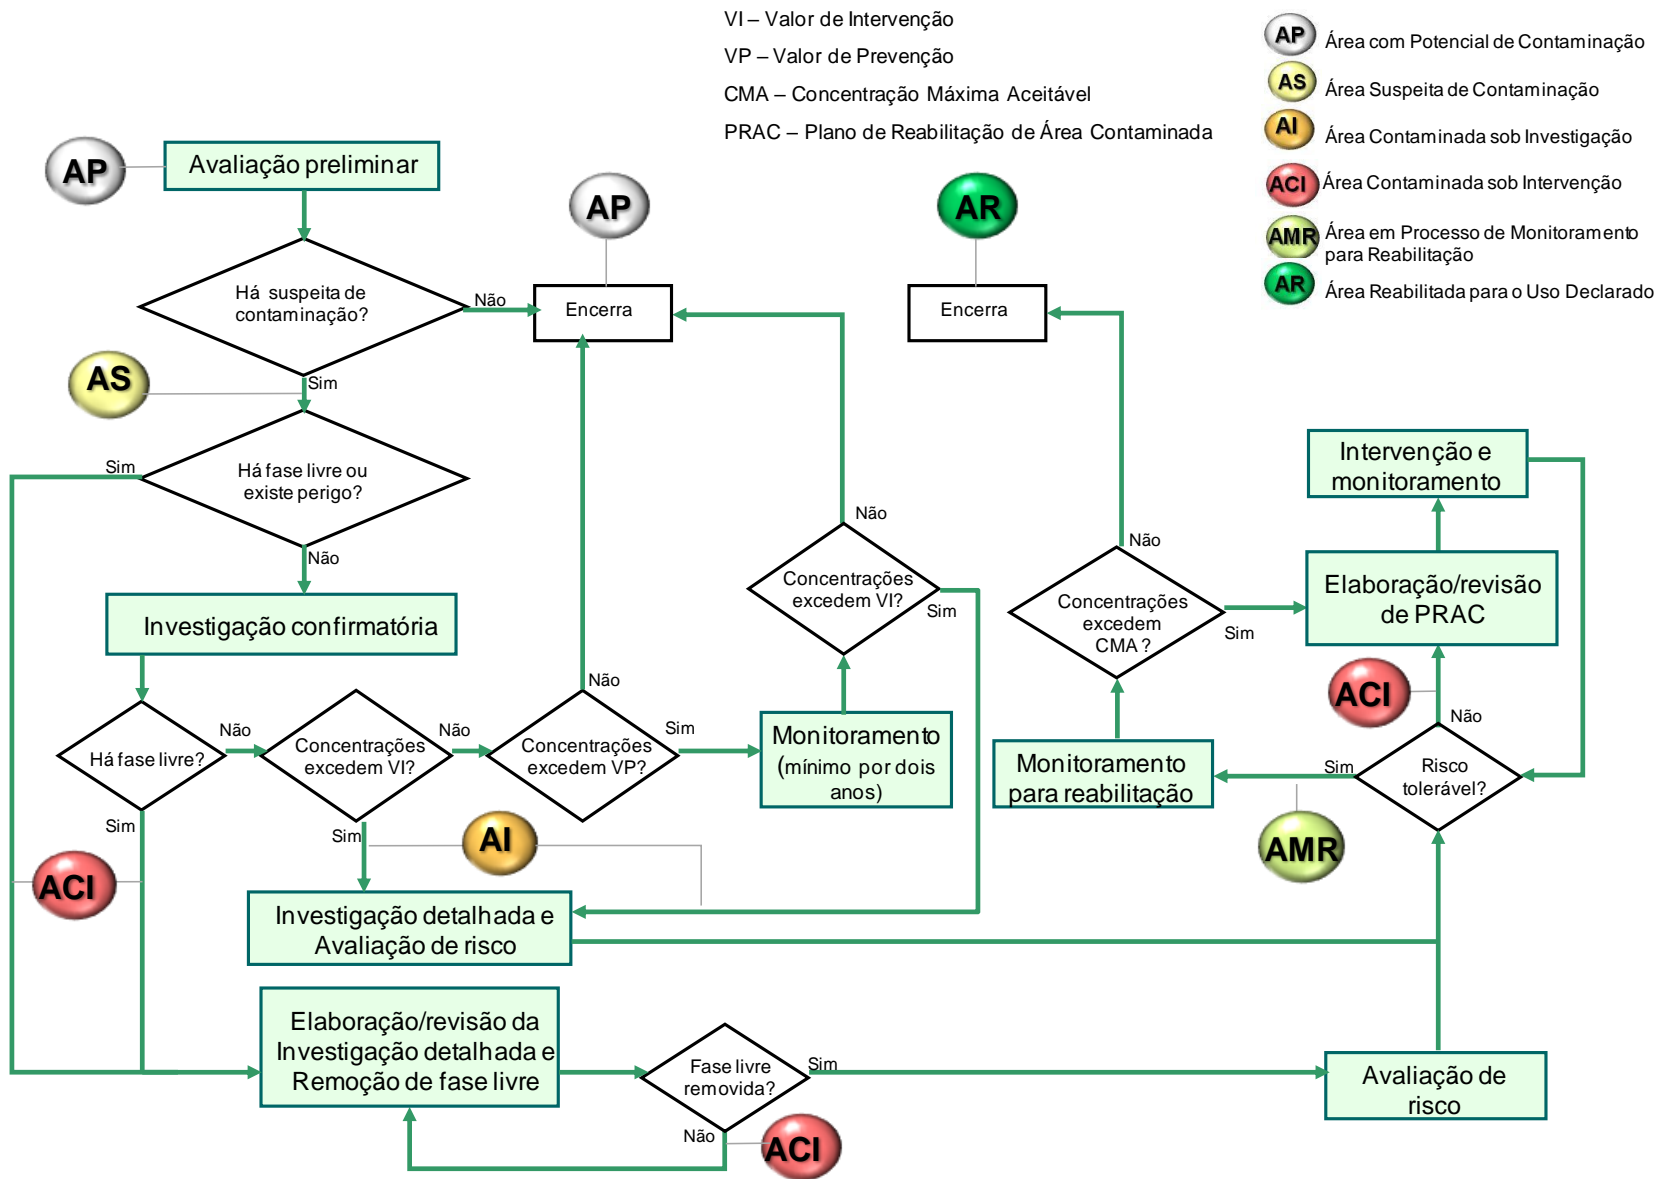 VI – Valor de Intervenção
VP – Valor de Prevenção
CMA – Concentração Máxima Aceitável
PRAC – Plano de Reabilitação de Área Contaminada
AP Área com Potencial de Contaminação
AS Área Suspeita de Contaminação
AI Área Contaminada sob Investigação
ACI Área Contaminada sob Intervenção
AMR Área em Processo de Monitoramento
para Reabilitação
AR Área Reabilitada para o Uso Declarado
AP
Avaliação preliminar
AP
AR
Há suspeita de
contaminação?
Não
Encerra
Encerra
AS
Sim
Sim
Há fase livre ou
existe perigo?
Não
Intervenção e
monitoramento
Não
Concentrações
excedem VI?
Sim
Não
Concentrações
excedem
CMA ?
Sim
Elaboração/revisão
de PRAC
Investigação confirmatória
ACI
Não
Há fase livre?
Não
Concentrações
excedem VI?
Não
Não
Concentrações
excedem VP?
Sim
Monitoramento
(mínimo por dois
anos)
Monitoramento
para reabilitação
Sim
Risco
tolerável?
AMR
Sim
Sim
AI
ACI
Investigação detalhada e
Avaliação de risco
Elaboração/revisão da
Investigação detalhada e
Remoção de fase livre
Fase livre
removida?
Sim
Não
ACI
Avaliação de
risco